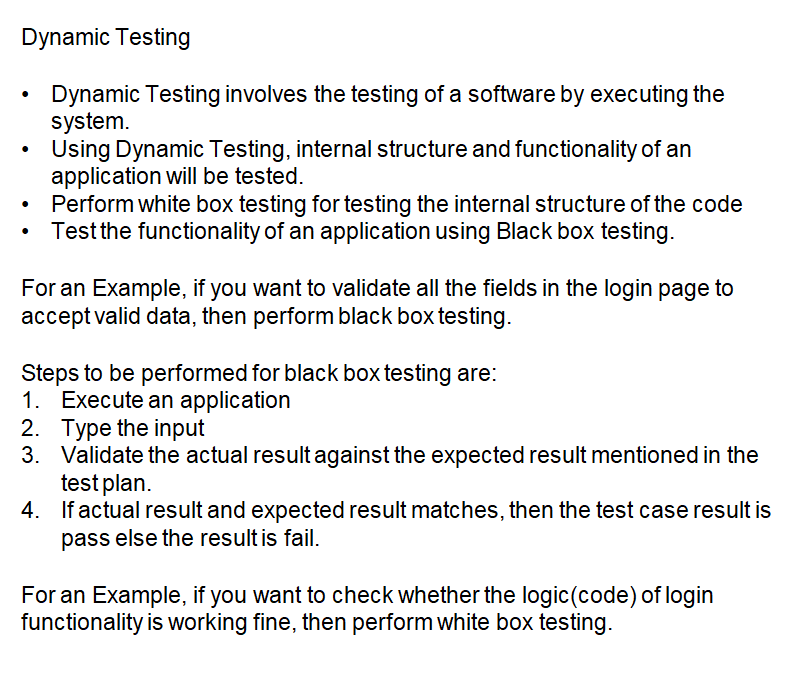 Dynamic Testing
• Dynamic Testing involves the testing of a software by executing the
system.
• Using Dynamic Testing, internal structure and functionality of an
application will be tested.
• Perform white box testing for testing the internal structure of the code
• Test the functionality of an application using Black box testing.
For an Example, if you want to validate all the fields in the login page to
accept valid data, then perform black box testing.
Steps to be performed for black box testing are:
1. Execute an application
2. Type the input
3. Validate the actual result against the expected result mentioned in the
test plan.
4. If actual result and expected result matches, then the test case result is
pass else the result is fail.
For an Example, if you want to check whether the logic(code) of login
functionality is working fine, then perform white box testing.